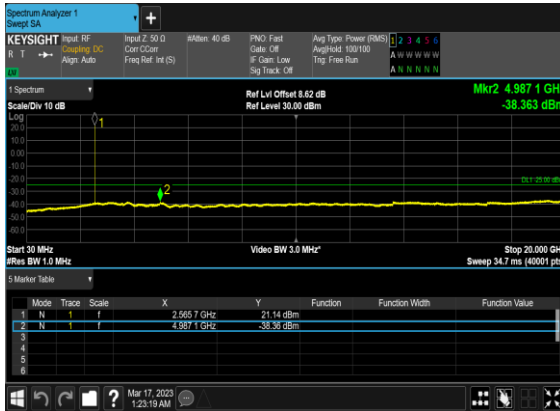 Spectrum Analyzer 1
Swept SA
+
KEYSIGHT Input: RF Input Z: 50 Ω #Atten: 40 dB PNO: Fast Avg Type: Power (RMS) 1 2 3 4 5 6
R T Coupling: DC Corr CCorr Gate: Off Avg|Hold: 100/100 A W W W W W
Align: Auto Freq Ref: Int (S) IF Gain: Low Trig: Free Run
LXI Sig Track: Off A N N N N N
1 Spectrum Ref Lvl Offset 8.62 dB Mkr2 4.987 1 GHz
Scale/Div 10 dB Ref Level 30.00 dBm -38.363 dBm
Log
1
20.0
10.0
0.00
-10.0
-20.0
DL1 -25.00 dBm
-30.0
2
-40.0
-50.0
-60.0
Start 30 MHz Video BW 3.0 MHz* Stop 20.000 GHz
#Res BW 1.0 MHz Sweep 34.7 ms (40001 pts)
5 Marker Table
Mode Trace Scale X Y Function Function Width Function Value
1 N 1 f 2.565 7 GHz 21.14 dBm
2 N 1 f 4.987 1 GHz -38.36 dBm
3
4
5
6
? Mar 17, 2023
1:23:19 AM